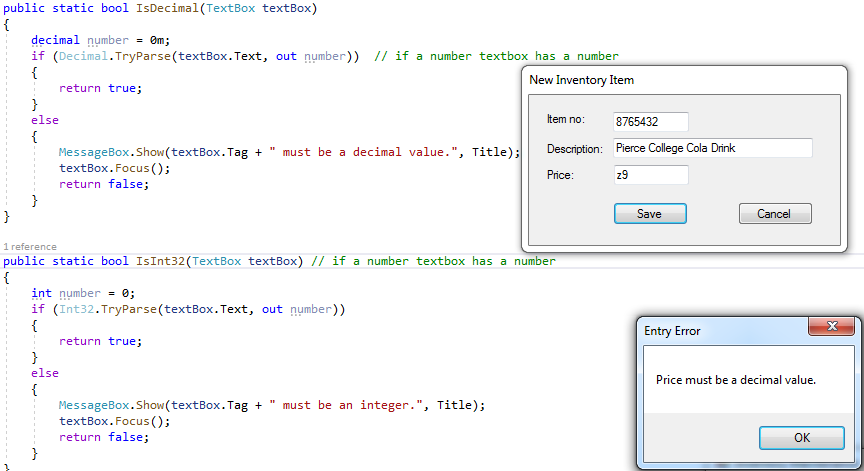 public static bool IsDecimal(TextBox textBox)
{
decimal number = 0m;
if (Decimal.TryParse(textBox.Text, out number))  // if a number textbox has a number
{
return true;
}
else
{
MessageBox.Show(textBox.Tag + " must be a decimal value.", Title);
textBox.Focus();
return false;
}
}
1 reference
public static bool IsInt32(TextBox textBox) // if a number textbox has a number
{
int number = 0;
if (Int32.TryParse(textBox.Text, out number))
{
return true;
}
else
{
MessageBox.Show(textBox.Tag + " must be an integer.", Title);
textBox.Focus();
return false;
}
}
New Inventory Item
Item no: 8765432
Description: Pierce College Cola Drink
Price: z9
Save Cancel
Entry Error
Price must be a decimal value.
OK